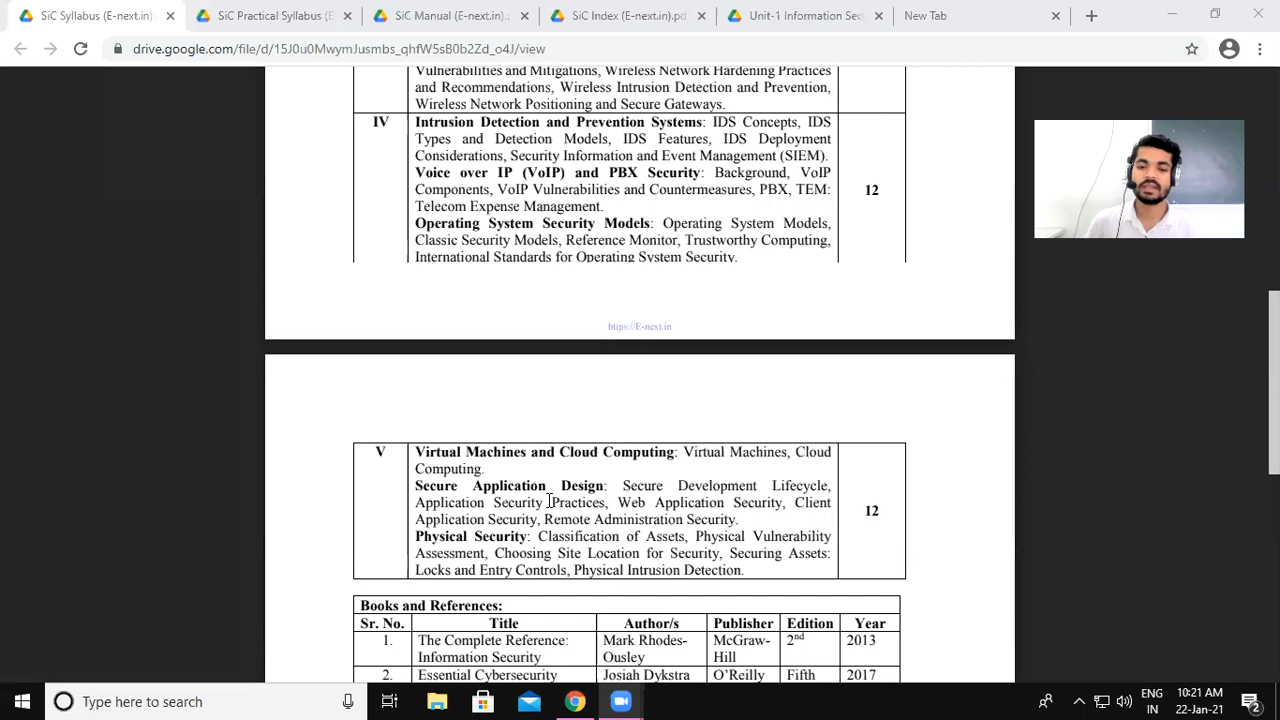 SiC Syllabus (E-next.in).
SiC Practical Syllabus (E
SiC Manual (E-next.in).
SiC Index (E-next.in).pd
Unit-1 Information Sec
New Tab
drive.google.com/file/d/15J0u0MwymJusmbs_qhfW5sB0b2Zd_o4J/view
Vulnerabilities and Mitigations, Wireless Network Hardening Practices
and Recommendations, Wireless Intrusion Detection and Prevention,
Wireless Network Positioning and Secure Gateways.
IV
Intrusion Detection and Prevention Systems: IDS Concepts, IDS
Types and Detection Models, IDS Features, IDS Deployment
Considerations, Security Information and Event Management (SIEM).
Voice over IP (VoIP) and PBX Security: Background, VoIP
Components, VoIP Vulnerabilities and Countermeasures, PBX, TEM:
Telecom Expense Management.
Operating System Security Models: Operating System Models,
Classic Security Models, Reference Monitor, Trustworthy Computing,
International Standards for Operating System Security.
12
https://E-next.in
V
Virtual Machines and Cloud Computing: Virtual Machines, Cloud
Computing.
Secure Application Design: Secure Development Lifecycle,
Application Security Practices, Web Application Security, Client
Application Security, Remote Administration Security.
Physical Security: Classification of Assets, Physical Vulnerability
Assessment, Choosing Site Location for Security, Securing Assets:
Locks and Entry Controls, Physical Intrusion Detection.
12
Books and References:
Sr. No. Title Author/s Publisher Edition Year
1. The Complete Reference: Mark Rhodes- McGraw- 2nd 2013
Information Security Ousley Hill
2. Essential Cybersecurity Josiah Dykstra O'Reilly Fifth 2017
Type here to search
ENG
IN
10:21 AM
22-Jan-21
2